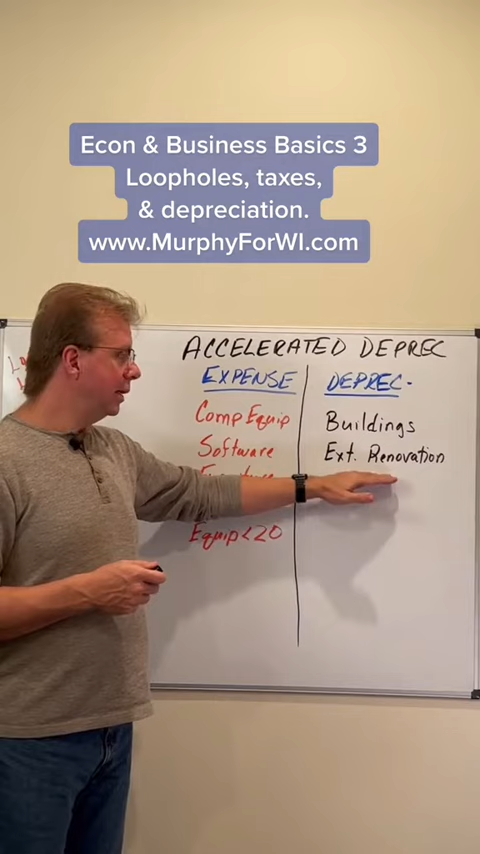 Econ & Business Basics 3
Loopholes, taxes,
& depreciation.
www.MurphyForWI.com
ACCELERATED DEPREC
EXPENSE
DEPREC.
Comp Equip
Buildings
Software
Ext. Renovation
Equip<20